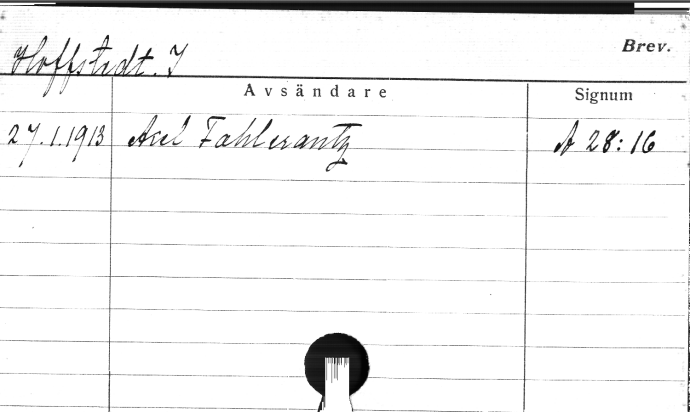 Brev.
Hoffstedt. I
Avsändare Signum
27.1.1913 Axel Fahlcrantz A 28:16